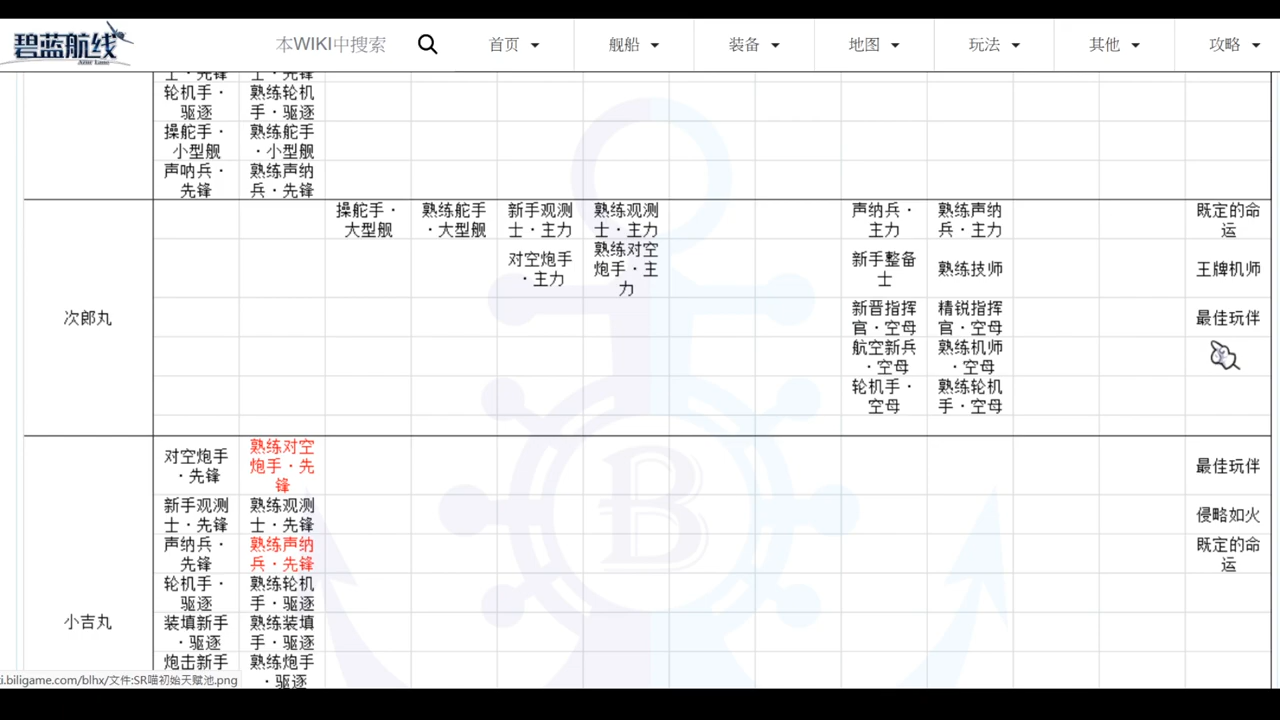 碧蓝航线
Azur Lane
本WIKI中搜索
首页
舰船
装备
地图
玩法
其他
攻略
士·先锋
士·先锋
轮机手·
驱逐
熟练轮机
手·驱逐
操舵手·
小型舰
熟练舵手
·小型舰
声呐兵·
先锋
熟练声纳
兵·先锋
次郎丸
操舵手·
大型舰
熟练舵手
·大型舰
新手观测
士·主力
熟练观测
士·主力
声纳兵·
主力
熟练声纳
兵·主力
既定的命
运
对空炮手
·主力
熟练对空
炮手·主
力
新手整备
士
熟练技师
王牌机师
新晋指挥
官·空母
精锐指挥
官·空母
最佳玩伴
航空新兵
·空母
熟练机师
·空母
轮机手·
空母
熟练轮机
手·空母
小吉丸
对空炮手
·先锋
熟练对空
炮手·先
锋
最佳玩伴
新手观测
士·先锋
熟练观测
士·先锋
侵略如火
声纳兵·
先锋
熟练声纳
兵·先锋
既定的命
运
轮机手·
驱逐
熟练轮机
手·驱逐
装填新手
·驱逐
熟练装填
手·驱逐
炮击新手
熟练炮手
·驱逐
i.biligame.com/blhx/文件:SR喵初始天赋池.png
B